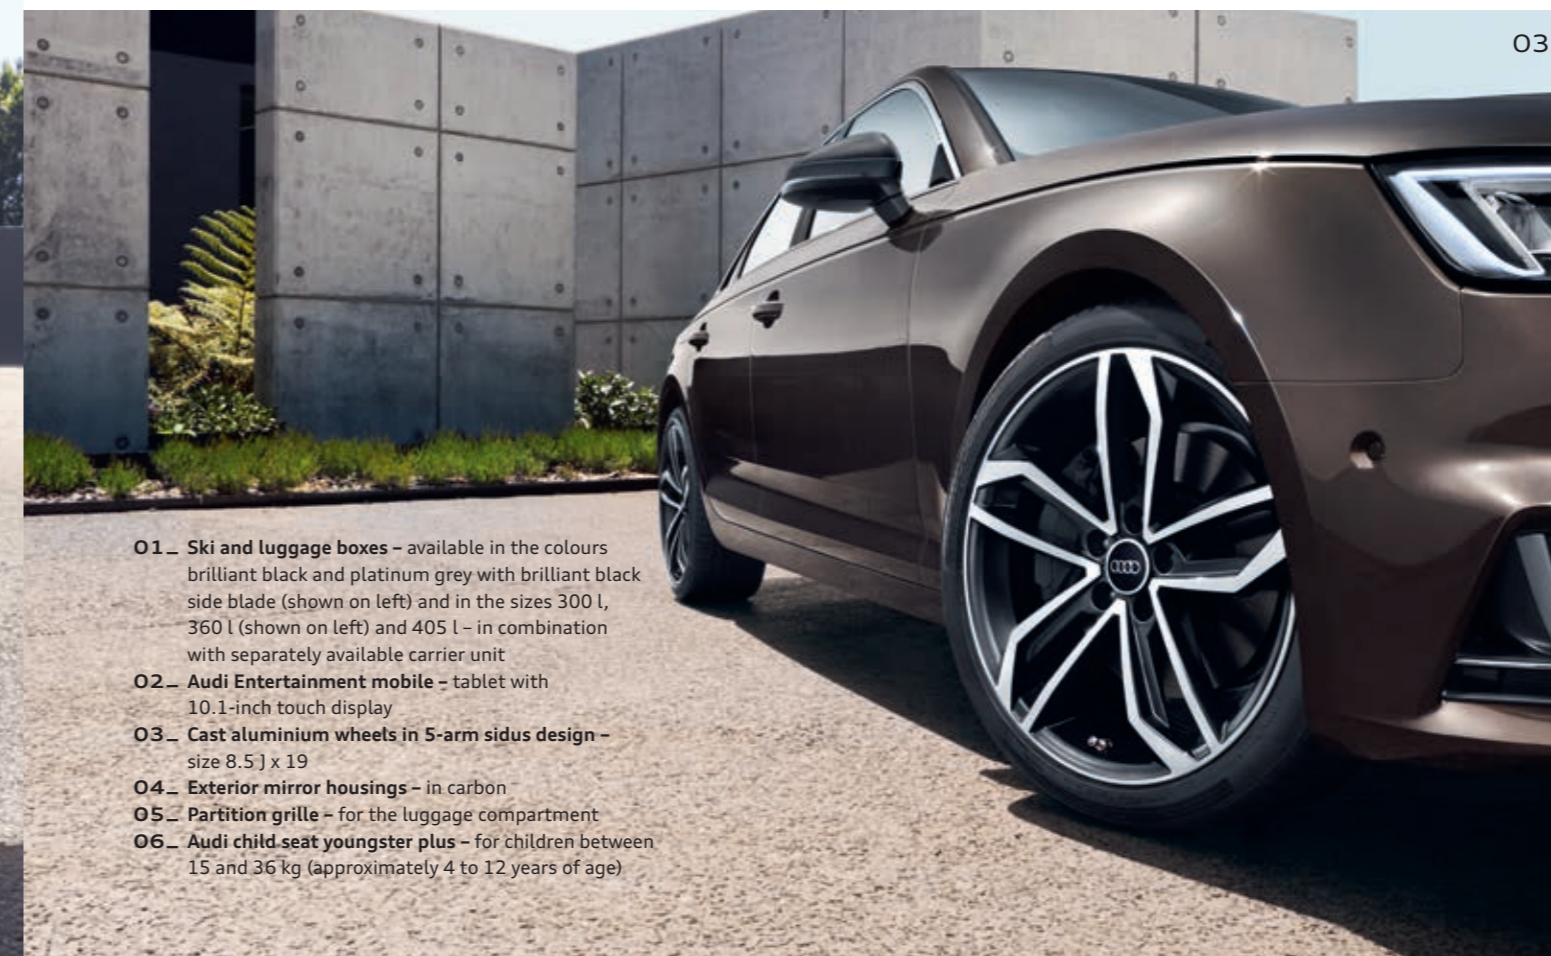 03
01_ Ski and luggage boxes – available in the colours
brilliant black and platinum grey with brilliant black
side blade (shown on left) and in the sizes 300 l,
360 l (shown on left) and 405 l – in combination
with separately available carrier unit
02_ Audi Entertainment mobile – tablet with
10.1-inch touch display
03_ Cast aluminium wheels in 5-arm sidus design –
size 8.5 J x 19
04_ Exterior mirror housings – in carbon
05_ Partition grille – for the luggage compartment
06_ Audi child seat youngster plus – for children between
15 and 36 kg (approximately 4 to 12 years of age)